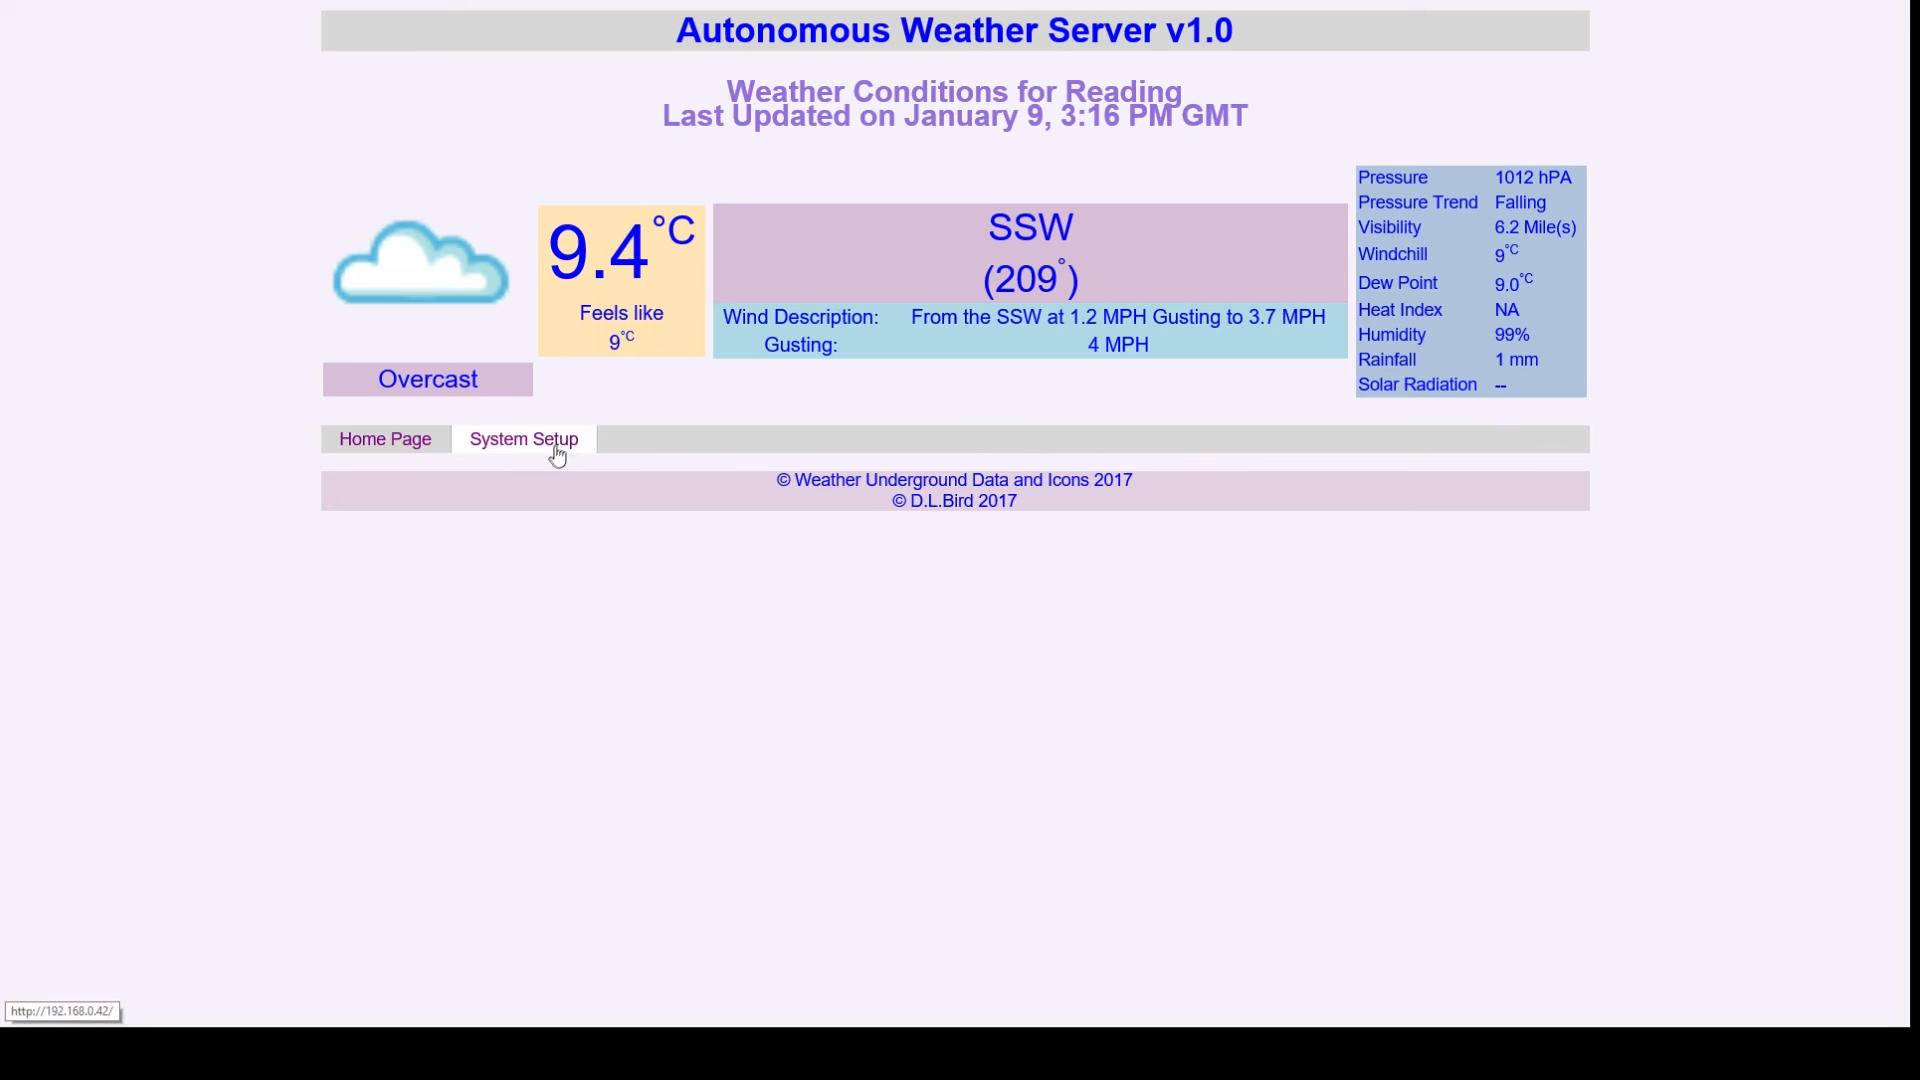 Autonomous Weather Server v1.0
Weather Conditions for Reading
Last Updated on January 9, 3:16 PM GMT
9.4°C
Feels like
9°C
Overcast
SSW
(209°)
Wind Description: From the SSW at 1.2 MPH Gusting to 3.7 MPH
Gusting: 4 MPH
Pressure 1012 hPA
Pressure Trend Falling
Visibility 6.2 Mile(s)
Windchill 9°C
Dew Point 9.0°C
Heat Index NA
Humidity 99%
Rainfall 1 mm
Solar Radiation --
Home Page System Setup
© Weather Underground Data and Icons 2017
© D.L.Bird 2017
http://192.168.0.42/